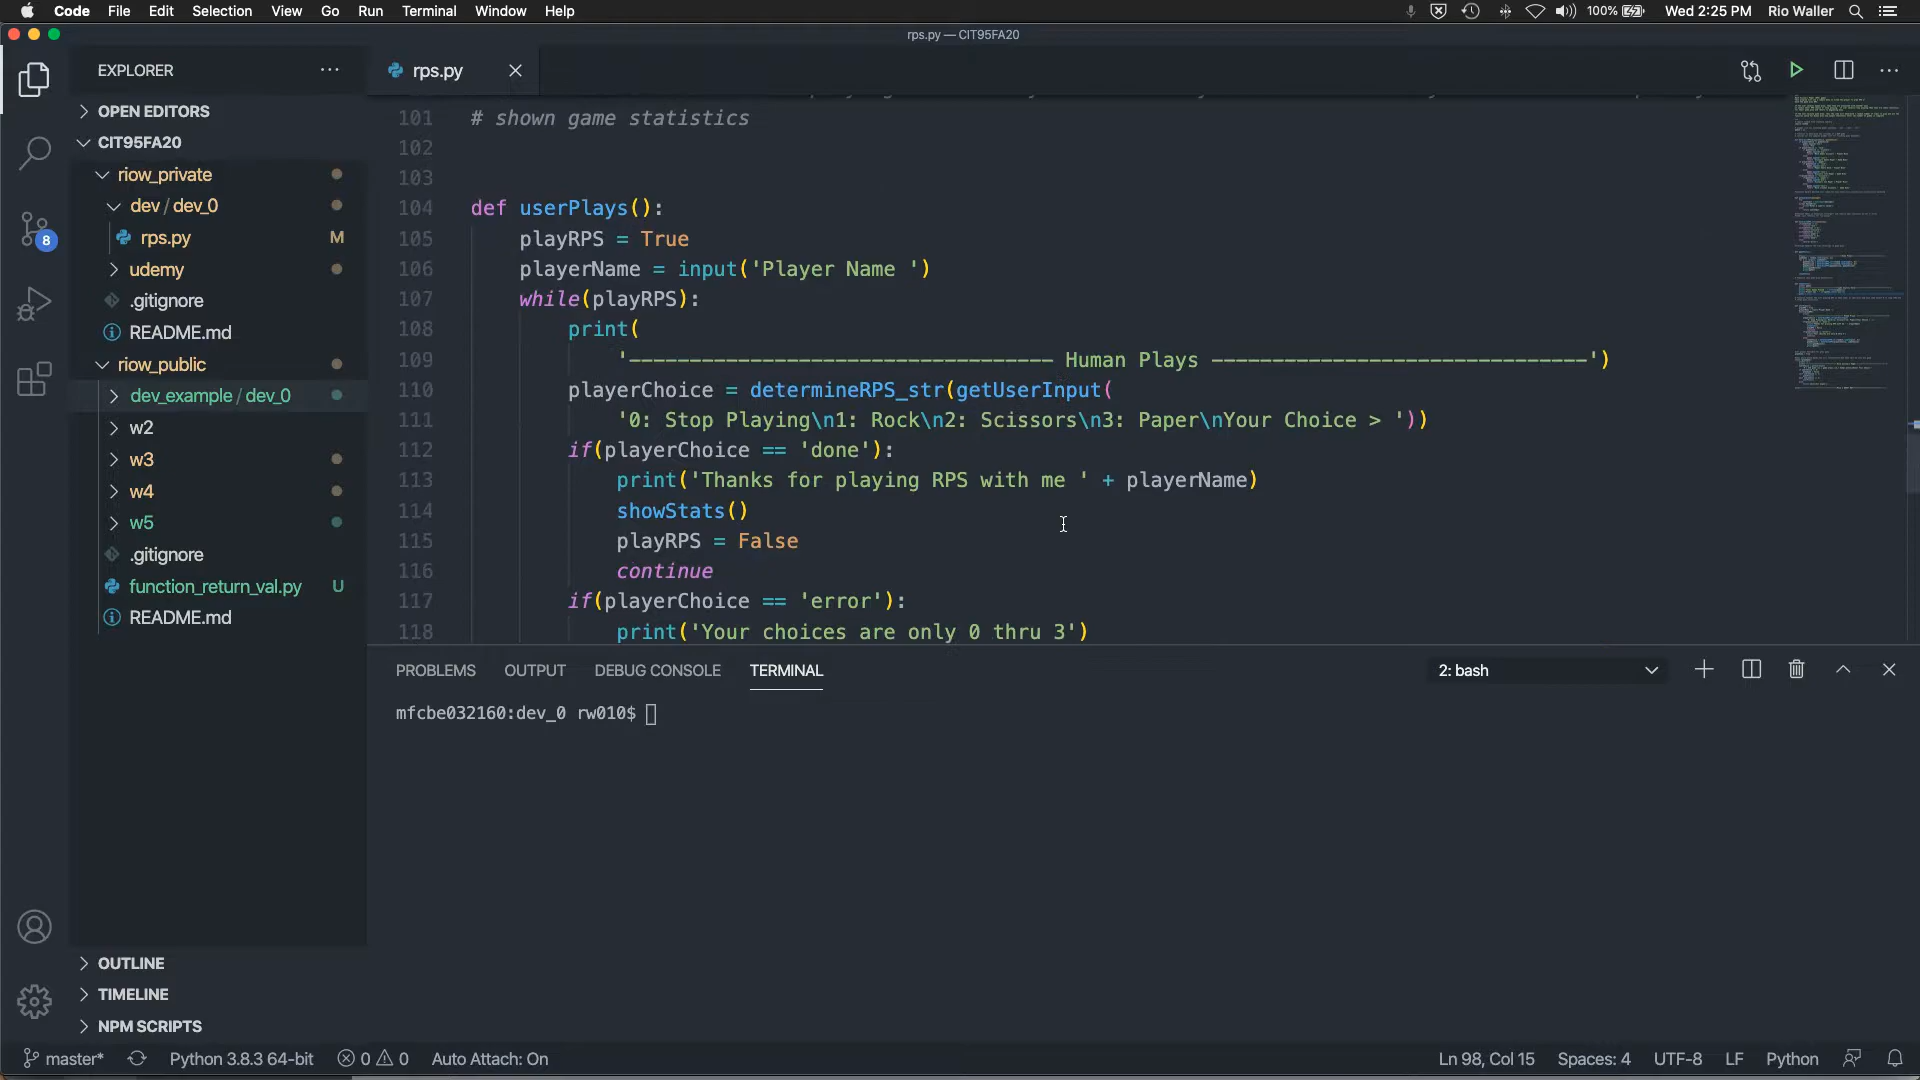 Code File Edit Selection View Go Run Terminal Window Help 100% Wed 2:25 PM Rio Waller
rps.py — CIT95FA20
EXPLORER
rps.py
OPEN EDITORS
CIT95FA20
riow_private
dev / dev_0
rps.py M
udemy
.gitignore
README.md
riow_public
dev_example / dev_0
w2
w3
w4
w5
.gitignore
function_return_val.py U
README.md
OUTLINE
TIMELINE
NPM SCRIPTS
8
101 # shown game statistics
102
103
104 def userPlays():
105 playRPS = True
106 playerName = input('Player Name ')
107 while(playRPS):
108 print(
109 '----------------------------------- Human Plays -------------------------------')
110 playerChoice = determineRPS_str(getUserInput(
111 '0: Stop Playing\n1: Rock\n2: Scissors\n3: Paper\nYour Choice > '))
112 if(playerChoice == 'done'):
113 print('Thanks for playing RPS with me ' + playerName)
114 showStats()
115 playRPS = False
116 continue
117 if(playerChoice == 'error'):
118 print('Your choices are only 0 thru 3')
PROBLEMS OUTPUT DEBUG CONSOLE TERMINAL 2: bash
mfcbe032160:dev_0 rw010$
master* Python 3.8.3 64-bit 0 0 Auto Attach: On Ln 98, Col 15 Spaces: 4 UTF-8 LF Python